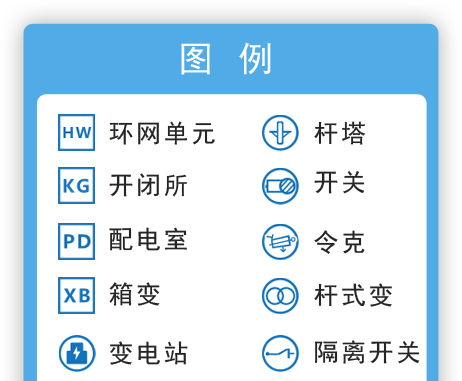 图 例
HW 环网单元 杆塔
KG 开闭所 开关
PD 配电室 令克
XB 箱变 杆式变
变电站 隔离开关